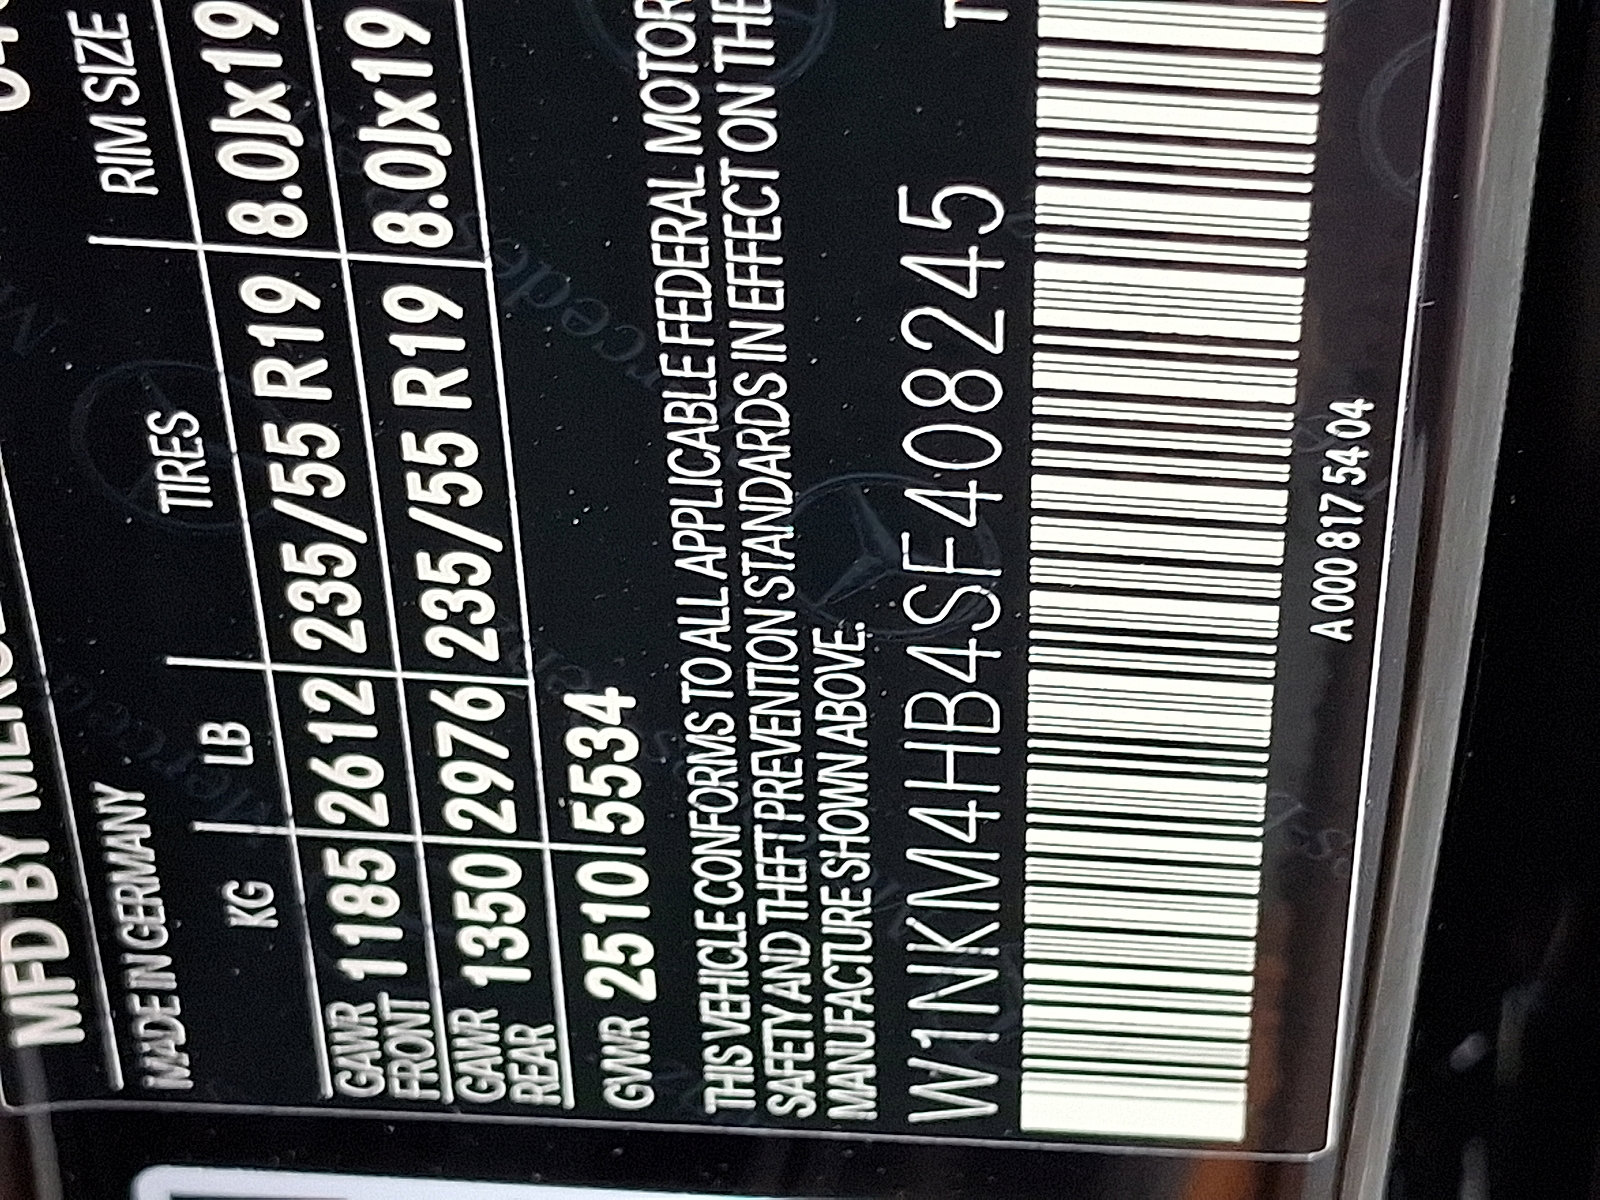 MFD BY
MADE IN GERMANY
KG LB TIRES RIM SIZE
GAWR FRONT 1185 2612 235/55 R19 8.0Jx19
GAWR REAR 1350 2976 235/55 R19 8.0Jx19
GVWR 2510 5534
THIS VEHICLE CONFORMS TO ALL APPLICABLE FEDERAL MOTOR
SAFETY AND THEFT PREVENTION STANDARDS IN EFFECT ON THE
MANUFACTURE SHOWN ABOVE.
W1NKM4HB4SF408245
A 000 817 54 04